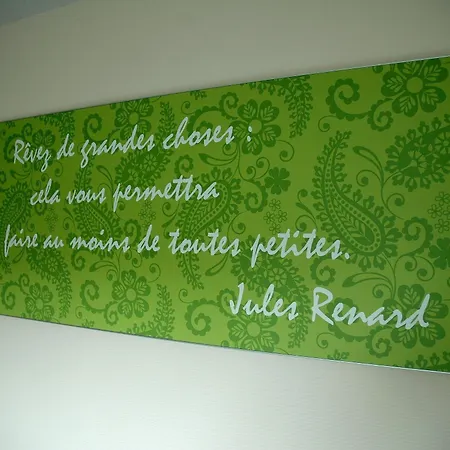 Rêvez de grandes choses :
cela vous permettra
faire au moins de toutes petites.
Jules Renard